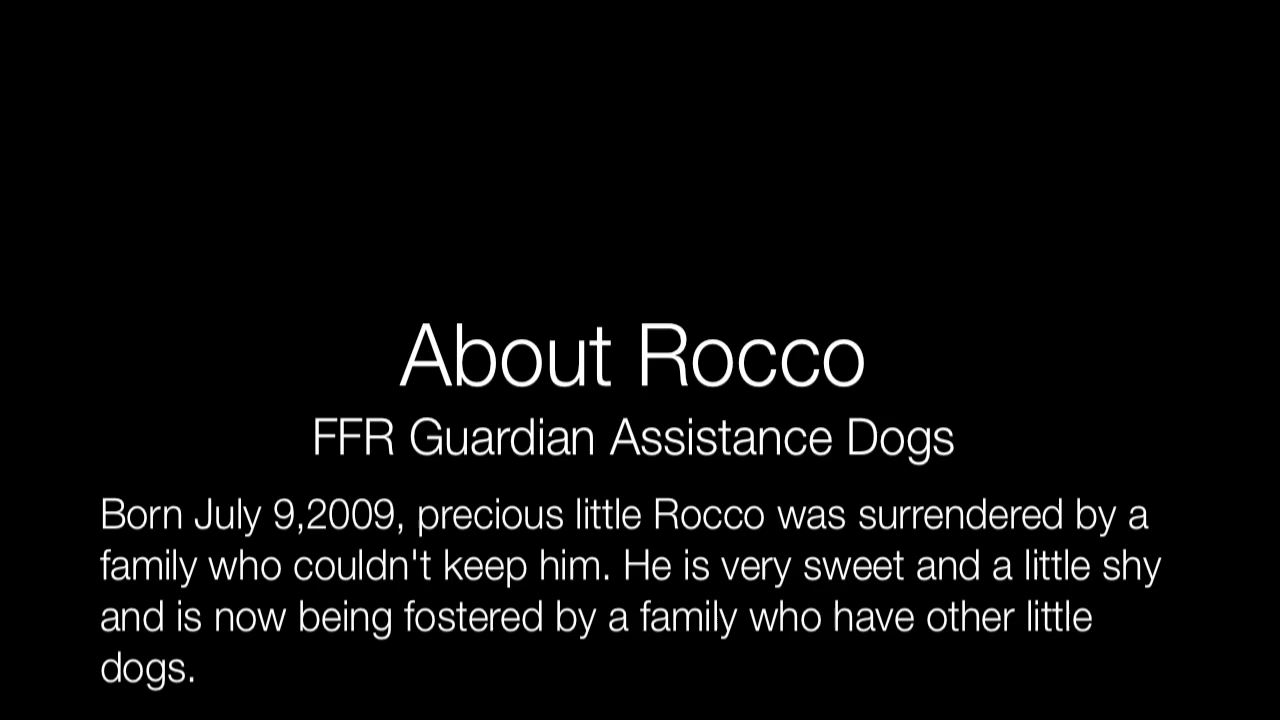 About Rocco
FFR Guardian Assistance Dogs
Born July 9,2009, precious little Rocco was surrendered by a
family who couldn't keep him. He is very sweet and a little shy
and is now being fostered by a family who have other little
dogs.